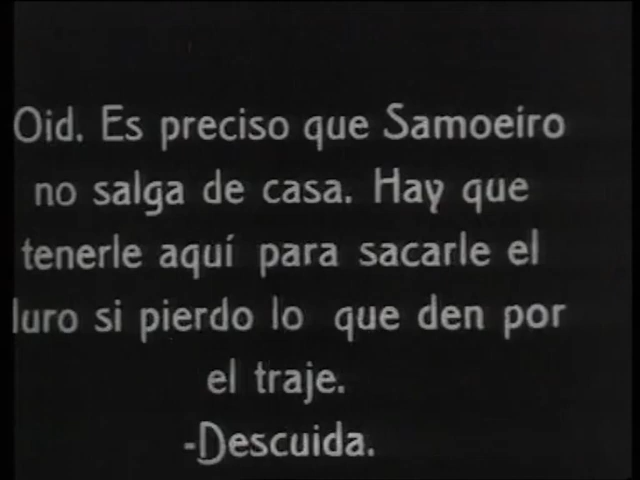 Oid. Es preciso que Samoeiro
no salga de casa. Hay que
tenerle aquí para sacarle el
luro si pierdo lo que den por
el traje.
-Descuida.